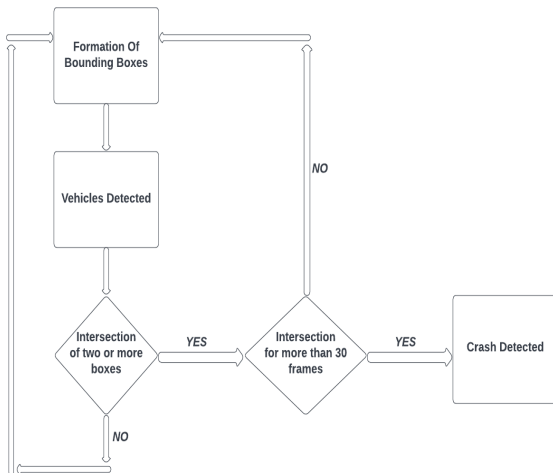 Formation Of
Bounding Boxes
NO
Vehicles Detected
Intersection
of two or more
boxes
YES
Intersection
for more than 30
frames
YES
Crash Detected
NO